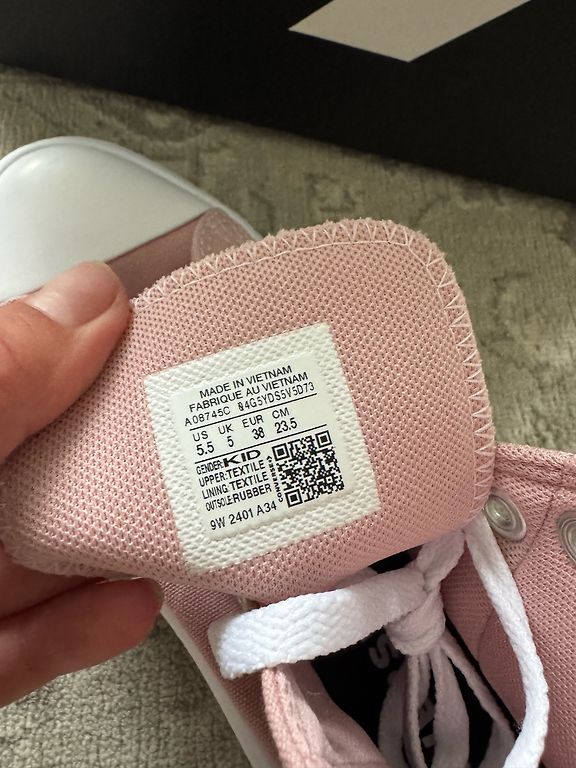 MADE IN VIETNAM
FABRIQUE AU VIETNAM
A08745C 84G5YDS5V5D73
US UK EUR CM
5.5 5 38 23.5
GENDER:KID
UPPER:TEXTILE
LINING:TEXTILE
OUTSOLE:RUBBER
9W 2401 A34